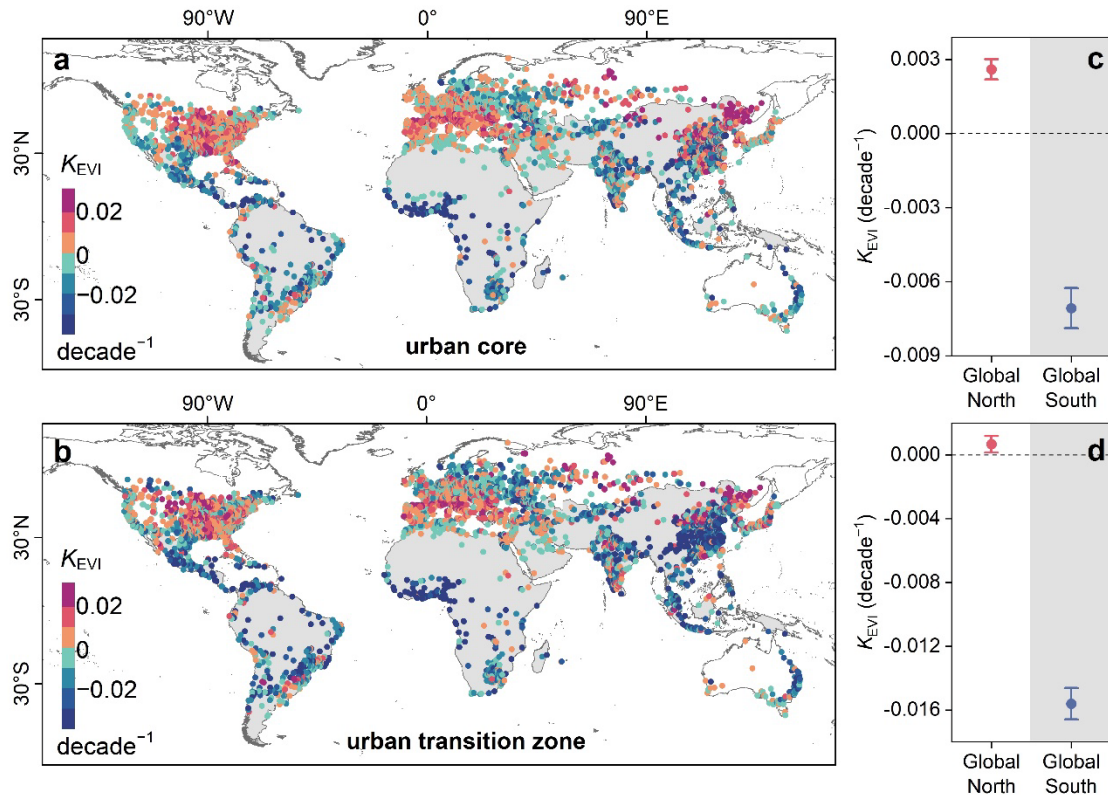 90°W 0° 90°E
a
30°N
30°S
K_EVI
0.02
0
−0.02
decade⁻¹
urban core
c
K_EVI (decade⁻¹)
0.003
0.000
-0.003
-0.006
-0.009
Global North
Global South
90°W 0° 90°E
b
30°N
30°S
K_EVI
0.02
0
−0.02
decade⁻¹
urban transition zone
d
K_EVI (decade⁻¹)
0.000
-0.004
-0.008
-0.012
-0.016
Global North
Global South